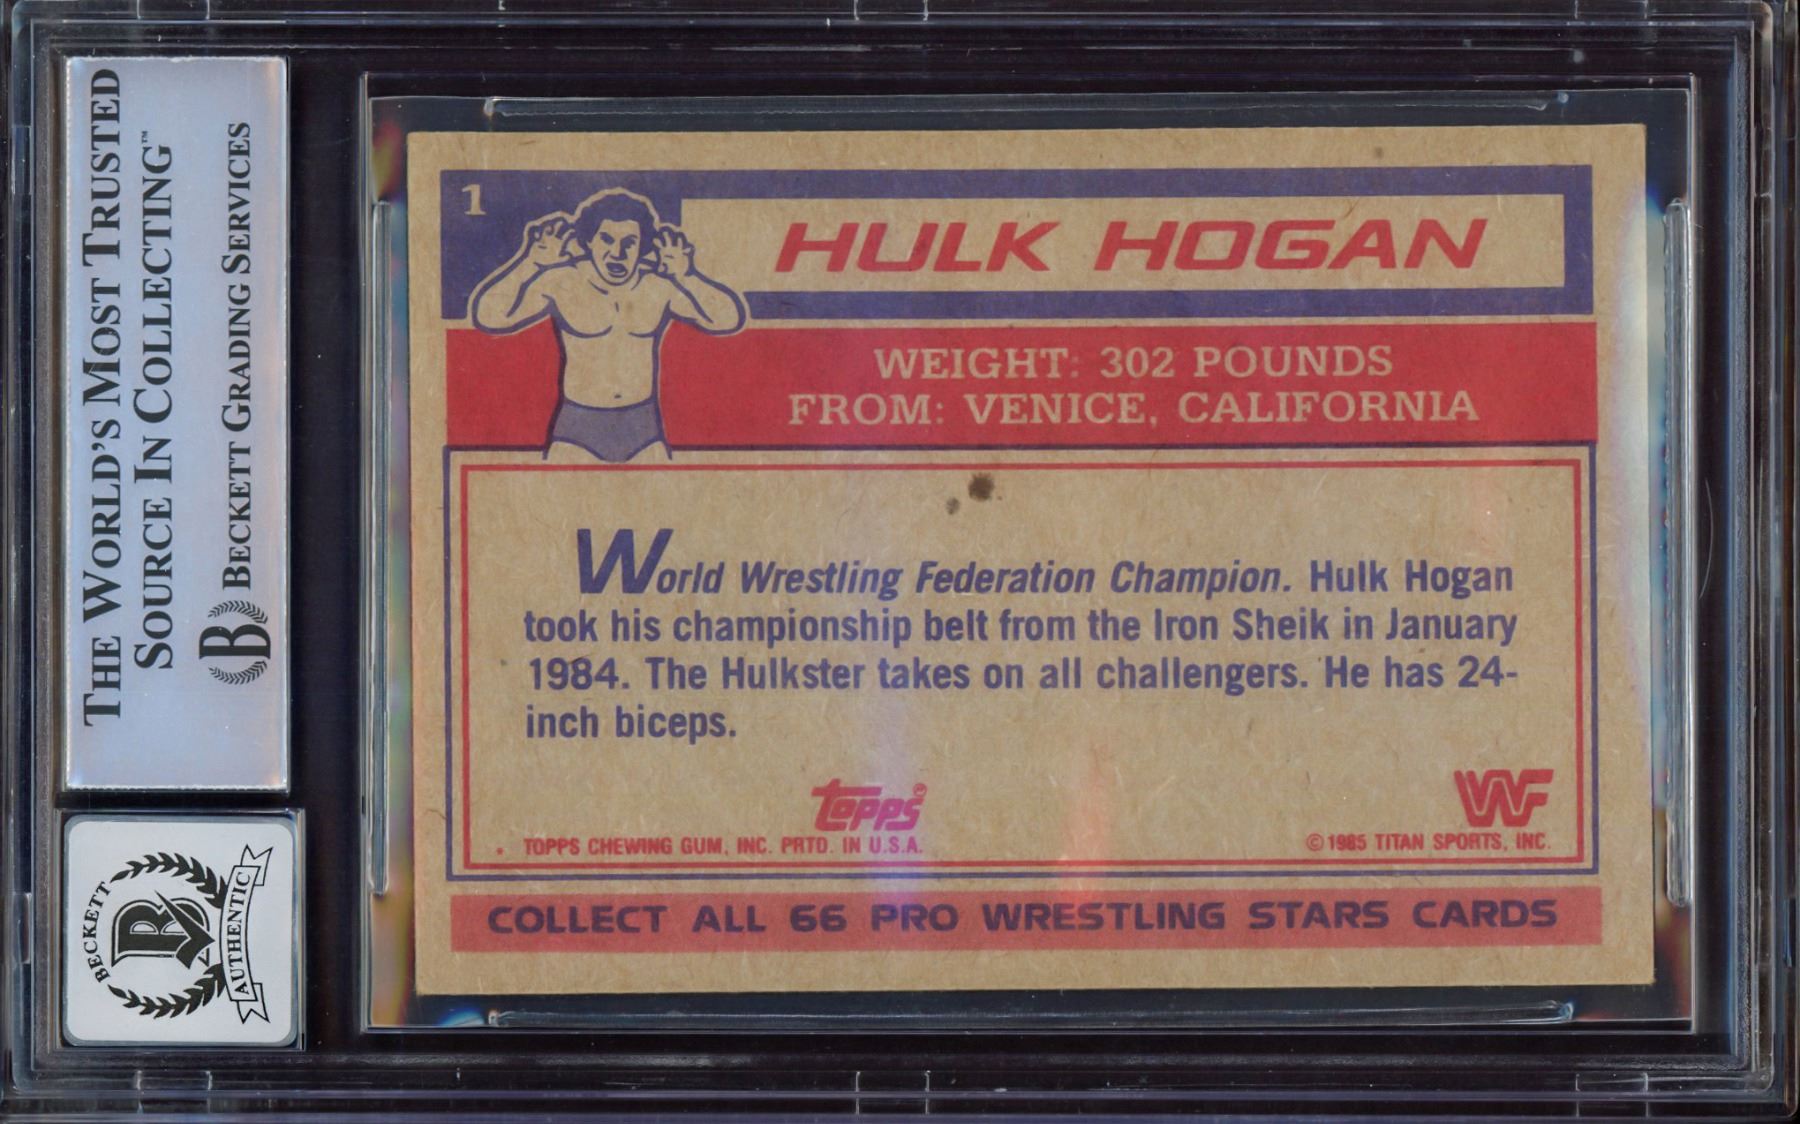 THE WORLD'S MOST TRUSTED
SOURCE IN COLLECTING™
B BECKETT GRADING SERVICES
BECKETT
B
AUTHENTIC
1
HULK HOGAN
WEIGHT: 302 POUNDS
FROM: VENICE, CALIFORNIA
World Wrestling Federation Champion. Hulk Hogan
took his championship belt from the Iron Sheik in January
1984. The Hulkster takes on all challengers. He has 24-
inch biceps.
topps®
WF
TOPPS CHEWING GUM, INC. PRTD. IN U.S.A.
©1985 TITAN SPORTS, INC.
COLLECT ALL 66 PRO WRESTLING STARS CARDS